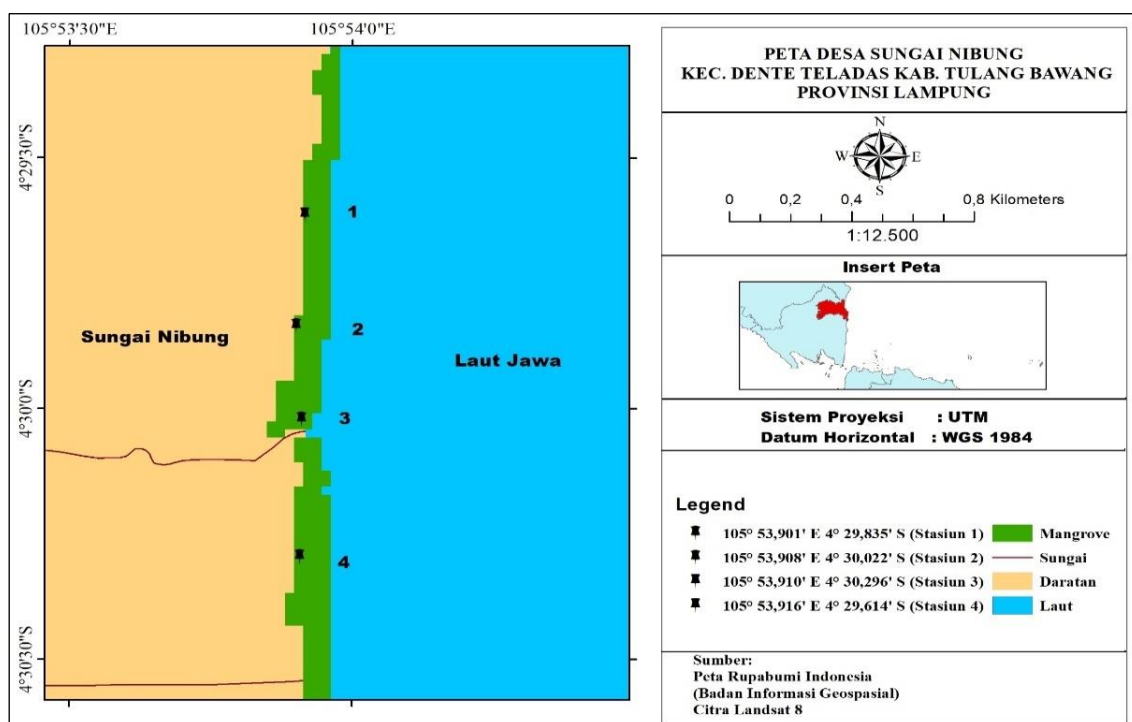 105°53'30"E
105°54'0"E
4°29'30"S
4°30'0"S
4°30'30"S
Sungai Nibung
Laut Jawa
1
2
3
4
PETA DESA SUNGAI NIBUNG
KEC. DENTE TELADAS KAB. TULANG BAWANG
PROVINSI LAMPUNG
N
W E
S
0 0,2 0,4 0,8 Kilometers
1:12.500
Insert Peta
Sistem Proyeksi : UTM
Datum Horizontal : WGS 1984
Legend
105° 53,901' E 4° 29,835' S (Stasiun 1) Mangrove
105° 53,908' E 4° 30,022' S (Stasiun 2) Sungai
105° 53,910' E 4° 30,296' S (Stasiun 3) Daratan
105° 53,916' E 4° 29,614' S (Stasiun 4) Laut
Sumber:
Peta Rupabumi Indonesia
(Badan Informasi Geospasial)
Citra Landsat 8